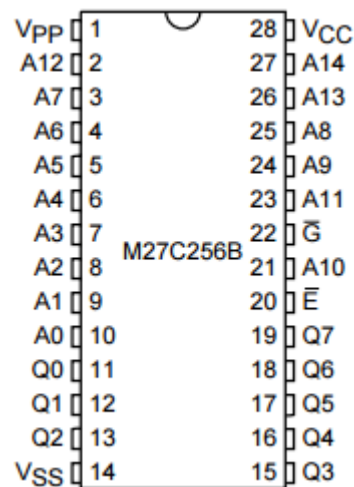 VPP 1 28 VCC
A12 2 27 A14
A7 3 26 A13
A6 4 25 A8
A5 5 24 A9
A4 6 23 A11
A3 7 22 G̅
A2 8 M27C256B 21 A10
A1 9 20 E̅
A0 10 19 Q7
Q0 11 18 Q6
Q1 12 17 Q5
Q2 13 16 Q4
VSS 14 15 Q3